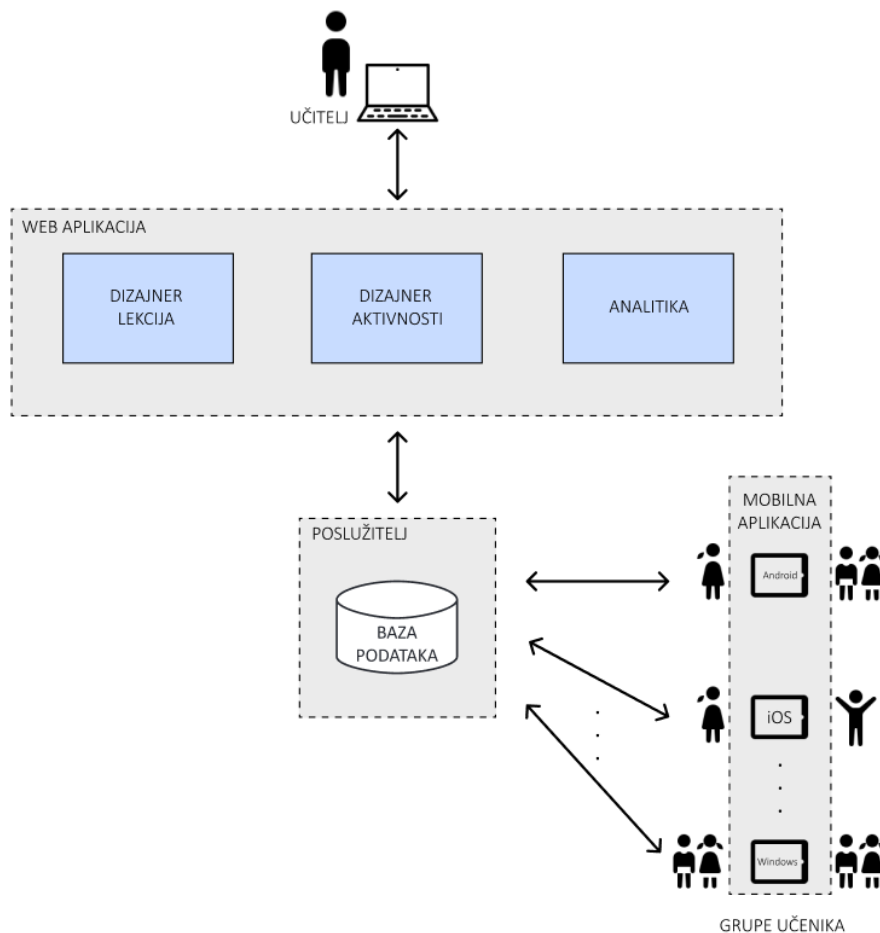 UČITELJ
WEB APLIKACIJA
DIZAJNER
LEKCIJA
DIZAJNER
AKTIVNOSTI
ANALITIKA
POSLUŽITELJ
BAZA
PODATAKA
MOBILNA
APLIKACIJA
Android
iOS
Windows
GRUPE UČENIKA